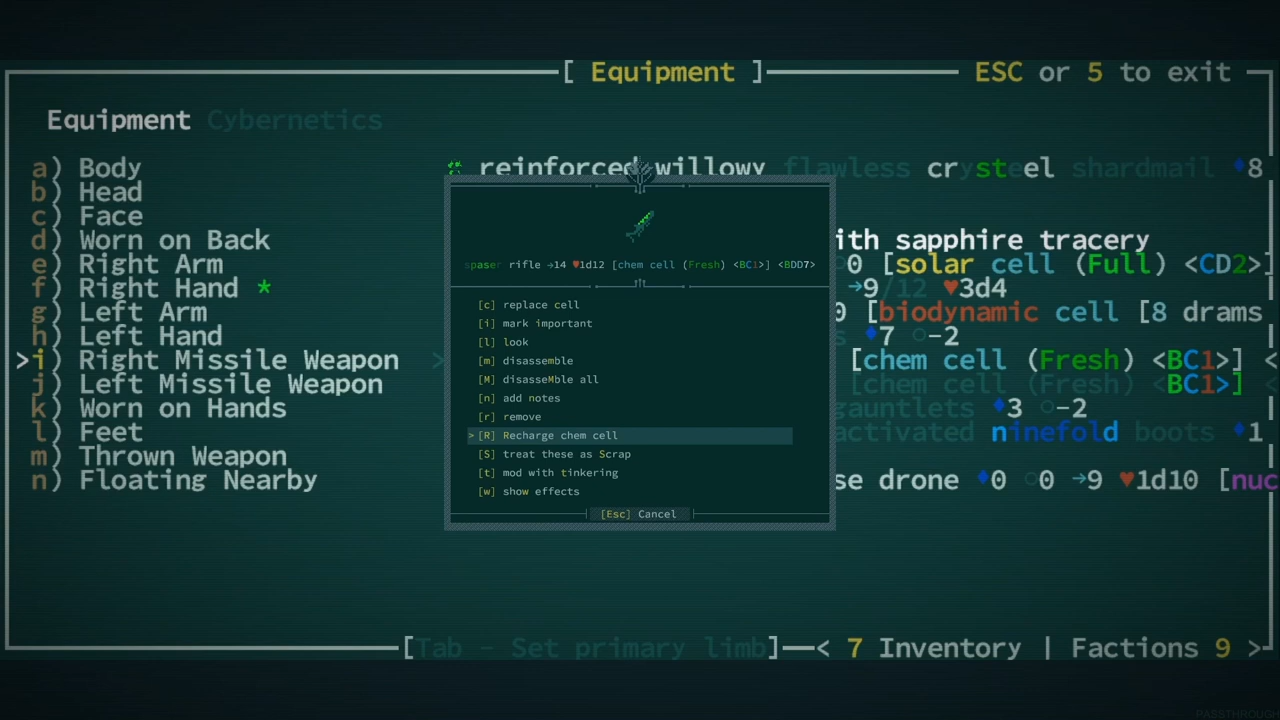 [ Equipment ] ESC or 5 to exit
Equipment Cybernetics
a) Body reinforced willowy flawless crysteel shardmail ♦8
b) Head
c) Face
d) Worn on Back ith sapphire tracery
e) Right Arm 0 [solar cell (Full) <CD2>]
f) Right Hand * →9/12 ♥3d4
g) Left Arm [biodynamic cell [8 drams
h) Left Hand ♦7 ○-2
>i) Right Missile Weapon > [chem cell (Fresh) <BC1>] <
j) Left Missile Weapon [chem cell (Fresh) <BC1>]
k) Worn on Hands gauntlets ♦3 ○-2
l) Feet activated ninefold boots ♦1
m) Thrown Weapon
n) Floating Nearby se drone ♦0 ○0 →9 ♥1d10 [nuc
spaser rifle →14 ♥1d12 [chem cell (Fresh) <BC1>] <BDD7>
[c] replace cell
[i] mark important
[l] look
[m] disassemble
[M] disasseMble all
[n] add notes
[r] remove
> [R] Recharge chem cell
[S] treat these as Scrap
[t] mod with tinkering
[w] show effects
[Esc] Cancel
[Tab - Set primary limb] < 7 Inventory | Factions 9 >